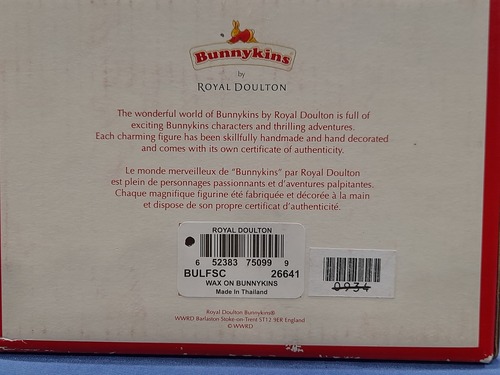 Bunnykins
by
ROYAL DOULTON
The wonderful world of Bunnykins by Royal Doulton is full of
exciting Bunnykins characters and thrilling adventures.
Each charming figure has been skillfully handmade and hand decorated
and comes with its own certificate of authenticity.
Le monde merveilleux de "Bunnykins" par Royal Doulton
est plein de personnages passionnants et d'aventures palpitantes.
Chaque magnifique figurine été fabriquée et décorée à la main
et dispose de son propre certificat d'authenticité.
ROYAL DOULTON
6 52383 75099 9
BULFSC 26641
WAX ON BUNNYKINS
Made In Thailand
0934
Royal Doulton Bunnykins®
WWRD Barlaston Stoke-on-Trent ST12 9ER England
© WWRD